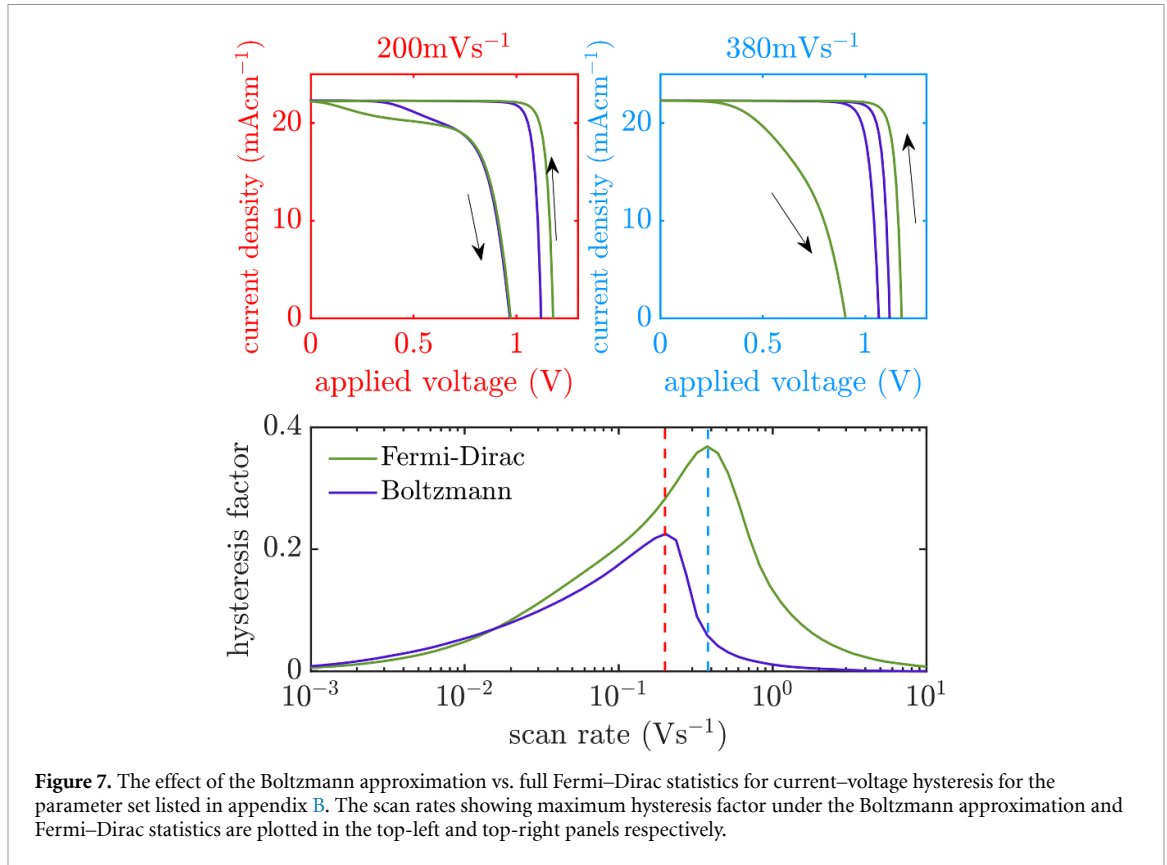 200mVs⁻¹
current density (mAcm⁻¹)
20
10
0
0
0.5
1
applied voltage (V)
380mVs⁻¹
current density (mAcm⁻¹)
20
10
0
0
0.5
1
applied voltage (V)
hysteresis factor
0.4
0.2
0
Fermi-Dirac
Boltzmann
10⁻³
10⁻²
10⁻¹
10⁰
10¹
scan rate (Vs⁻¹)
Figure 7. The effect of the Boltzmann approximation vs. full Fermi–Dirac statistics for current–voltage hysteresis for the
parameter set listed in appendix B. The scan rates showing maximum hysteresis factor under the Boltzmann approximation and
Fermi–Dirac statistics are plotted in the top-left and top-right panels respectively.